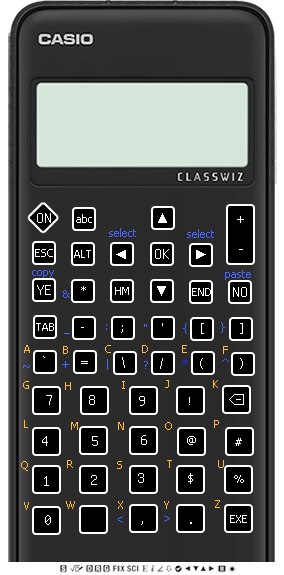 CASIO
CLASSWIZ
ON abc ▲ +
select select
ESC ALT ◀ OK ▶ -
copy paste
YE & * HM ▼ END NO
TAB _ - : ; " ' { [ } ]
A B C D E F
~ ` + = | \ ? / ^ ( ^ )
G H I J K
7 8 9 ! ⌫
L M N O P
4 5 6 @ #
Q R S T U
1 2 3 $ %
V W X Y Z
0 < , > . EXE
FIX SCI E i ∠